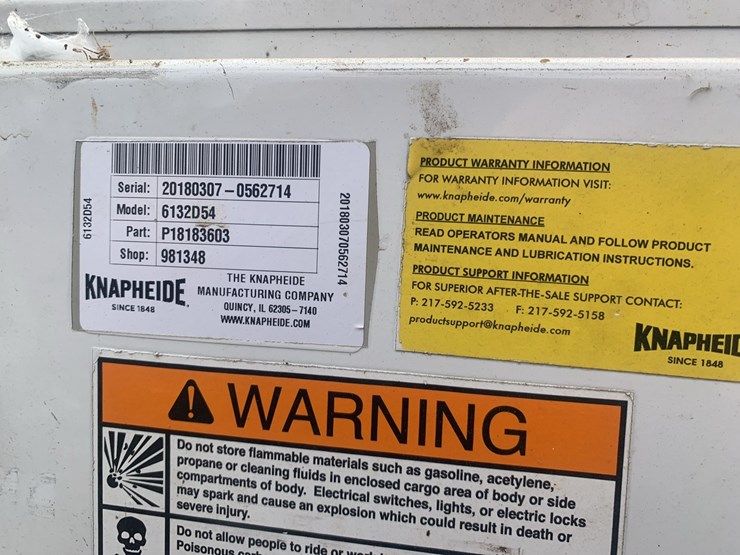 6132D54
Serial: 20180307-0562714
Model: 6132D54
Part: P18183603
Shop: 981348
201803070562714
KNAPHEIDE
SINCE 1848
THE KNAPHEIDE
MANUFACTURING COMPANY
QUINCY, IL 62305-7140
WWW.KNAPHEIDE.COM
PRODUCT WARRANTY INFORMATION
FOR WARRANTY INFORMATION VISIT:
www.knapheide.com/warranty
PRODUCT MAINTENANCE
READ OPERATORS MANUAL AND FOLLOW PRODUCT
MAINTENANCE AND LUBRICATION INSTRUCTIONS.
PRODUCT SUPPORT INFORMATION
FOR SUPERIOR AFTER-THE-SALE SUPPORT CONTACT:
P: 217-592-5233 F: 217-592-5158
productsupport@knapheide.com
KNAPHEID
SINCE 1848
WARNING
Do not store flammable materials such as gasoline, acetylene,
propane or cleaning fluids in enclosed cargo area of body or side
compartments of body. Electrical switches, lights, or electric locks
may spark and cause an explosion which could result in death or
severe injury.
Do not allow people to ride or
Poisonous